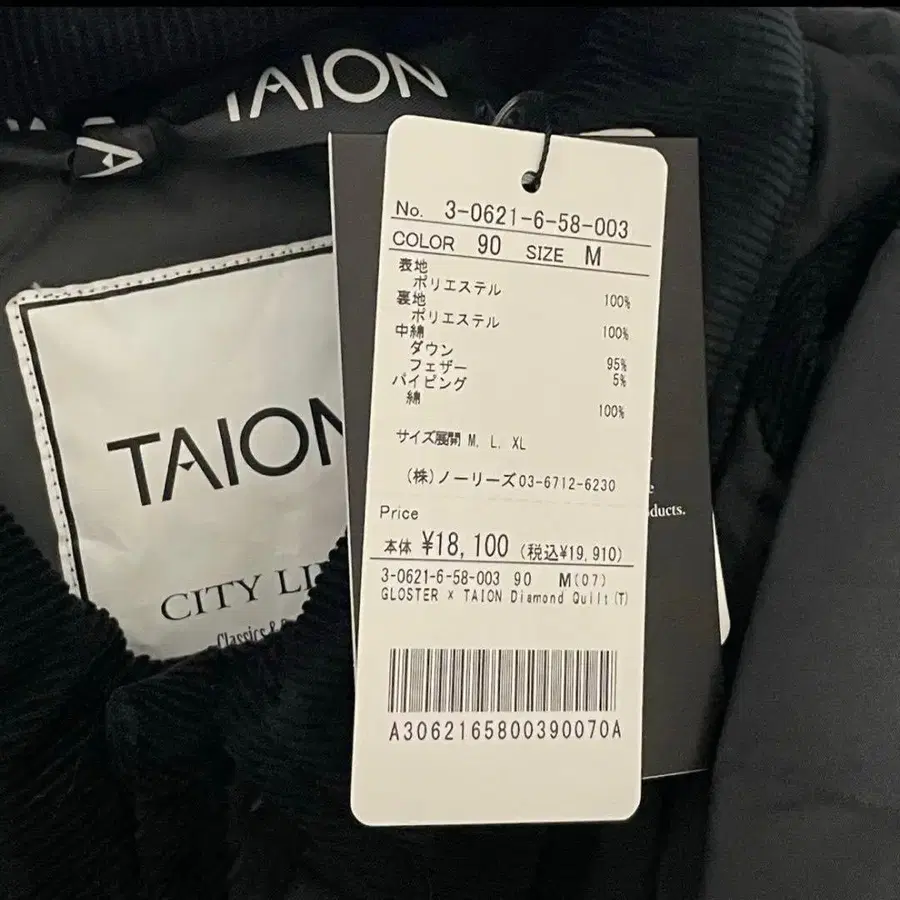 TAION
A
TAION
CITY
No. 3-0621-6-58-003
COLOR 90 SIZE M
表地
ポリエステル 100%
裏地
ポリエステル 100%
中綿
ダウン 95%
フェザー 5%
パイピング
綿 100%
サイズ展開 M, L, XL
(株)ノーリーズ03-6712-6230
Price
本体 ¥18,100 (税込¥19,910)
3-0621-6-58-003 90 M(07)
GLOSTER × TAION Diamond Quilt(T)
A3062165800390070A
ducts.